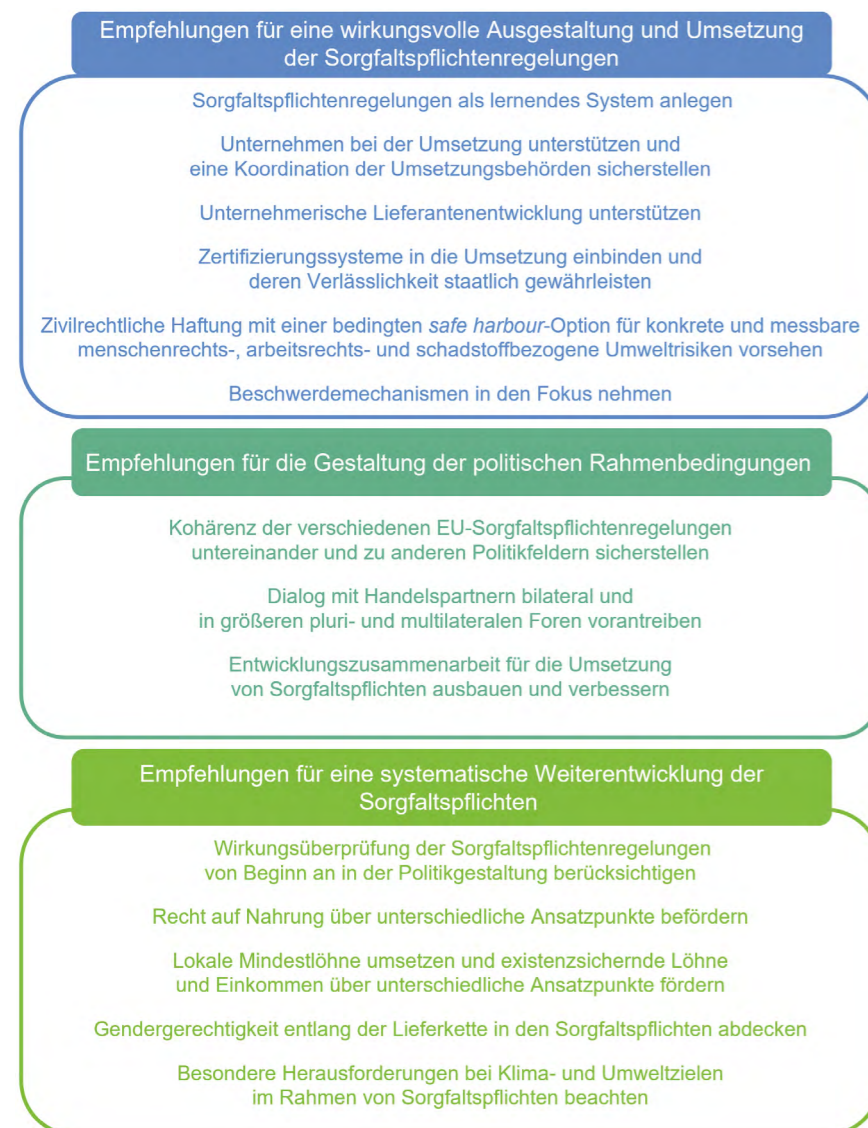 Empfehlungen für eine wirkungsvolle Ausgestaltung und Umsetzung
der Sorgfaltspflichtenregelungen
Sorgfaltspflichtenregelungen als lernendes System anlegen
Unternehmen bei der Umsetzung unterstützen und
eine Koordination der Umsetzungsbehörden sicherstellen
Unternehmerische Lieferantenentwicklung unterstützen
Zertifizierungssysteme in die Umsetzung einbinden und
deren Verlässlichkeit staatlich gewährleisten
Zivilrechtliche Haftung mit einer bedingten safe harbour-Option für konkrete und messbare
menschenrechts-, arbeitsrechts- und schadstoffbezogene Umweltrisiken vorsehen
Beschwerdemechanismen in den Fokus nehmen
Empfehlungen für die Gestaltung der politischen Rahmenbedingungen
Kohärenz der verschiedenen EU-Sorgfaltspflichtenregelungen
untereinander und zu anderen Politikfeldern sicherstellen
Dialog mit Handelspartnern bilateral und
in größeren pluri- und multilateralen Foren vorantreiben
Entwicklungszusammenarbeit für die Umsetzung
von Sorgfaltspflichten ausbauen und verbessern
Empfehlungen für eine systematische Weiterentwicklung der
Sorgfaltspflichten
Wirkungsüberprüfung der Sorgfaltspflichtenregelungen
von Beginn an in der Politikgestaltung berücksichtigen
Recht auf Nahrung über unterschiedliche Ansatzpunkte befördern
Lokale Mindestlöhne umsetzen und existenzsichernde Löhne
und Einkommen über unterschiedliche Ansatzpunkte fördern
Gendergerechtigkeit entlang der Lieferkette in den Sorgfaltspflichten abdecken
Besondere Herausforderungen bei Klima- und Umweltzielen
im Rahmen von Sorgfaltspflichten beachten